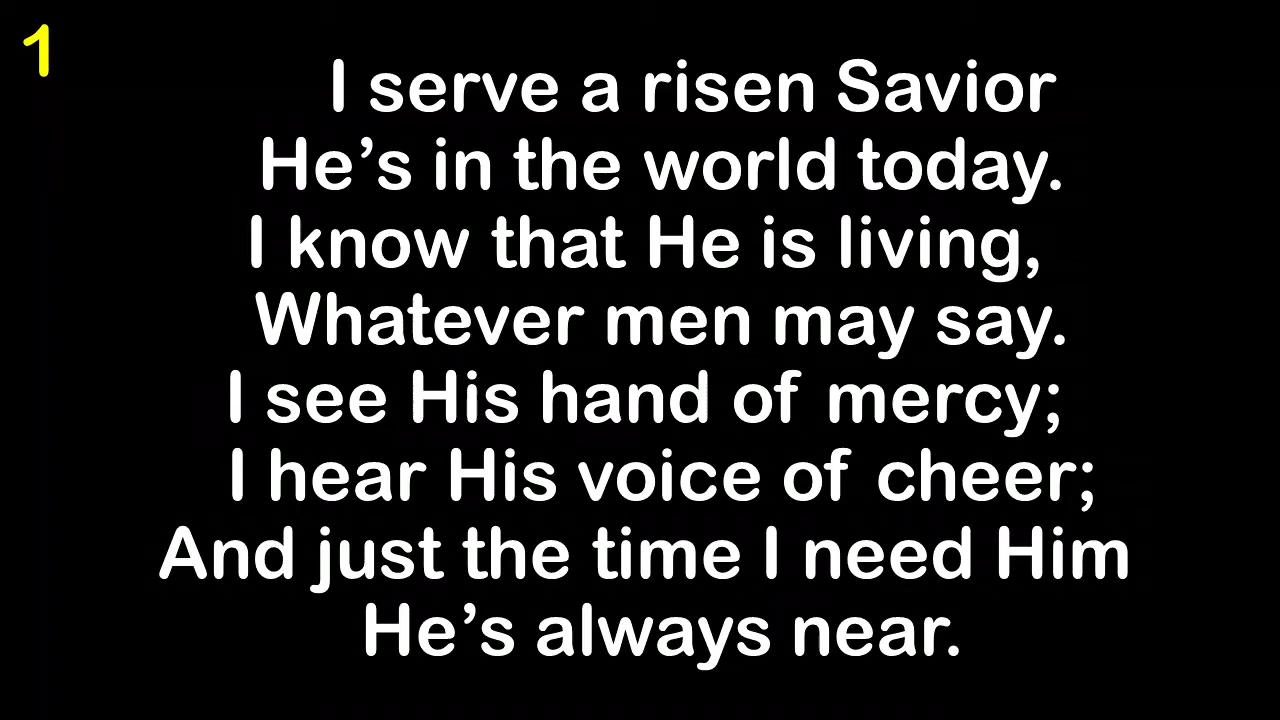 1
I serve a risen Savior
He’s in the world today.
I know that He is living,
Whatever men may say.
I see His hand of mercy;
I hear His voice of cheer;
And just the time I need Him
He’s always near.